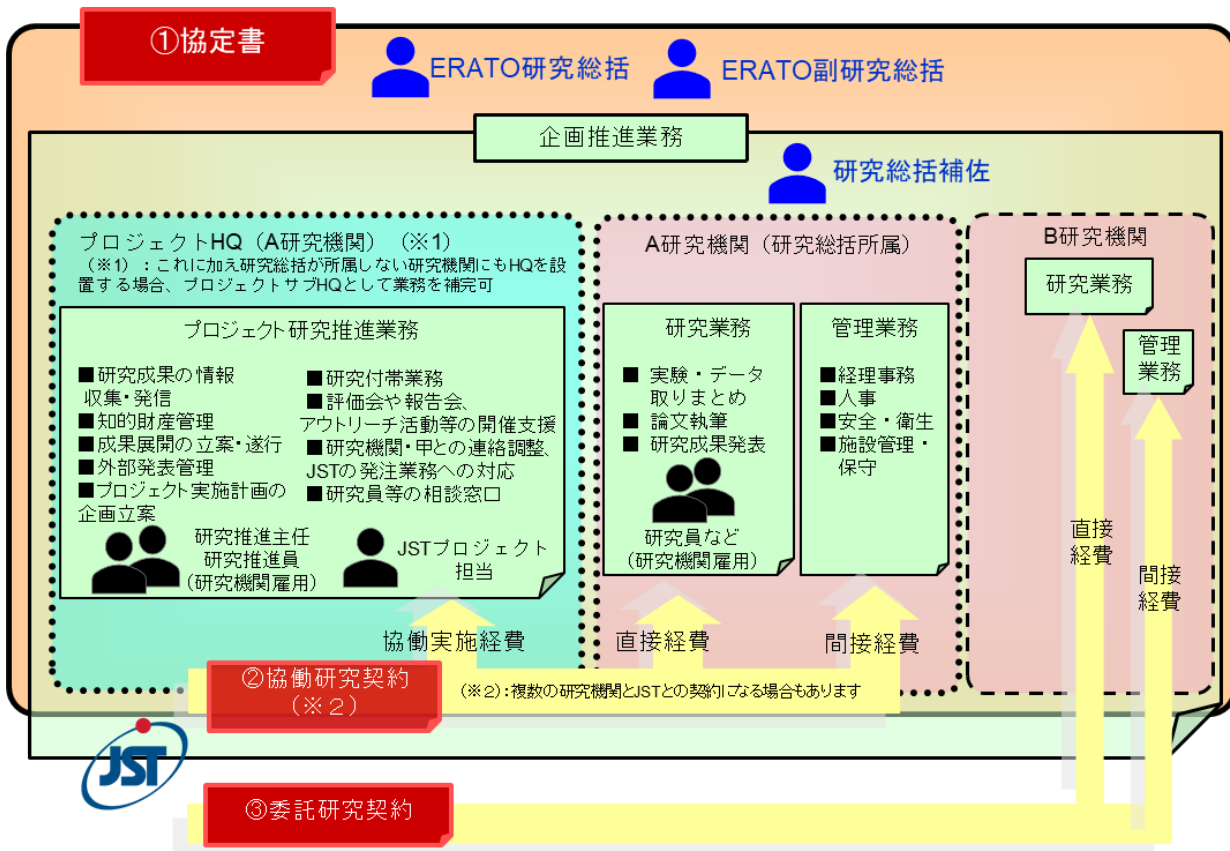 ①協定書
ERATO研究総括
ERATO副研究総括
企画推進業務
研究総括補佐
プロジェクトHQ（A研究機関）（※1）
（※1）：これに加え研究総括が所属しない研究機関にもHQを設
置する場合、プロジェクトサブHQとして業務を補完可
プロジェクト研究推進業務
■研究成果の情報
収集・発信
■知的財産管理
■成果展開の立案・遂行
■外部発表管理
■プロジェクト実施計画の
企画立案
■研究付帯業務
■評価会や報告会、
アウトリーチ活動等の開催支援
■研究機関・甲との連絡調整、
JSTの発注業務への対応
■研究員等の相談窓口
研究推進主任
研究推進員
（研究機関雇用）
JSTプロジェクト
担当
A研究機関（研究総括所属）
研究業務
■ 実験・データ
取りまとめ
■ 論文執筆
■ 研究成果発表
研究員など
（研究機関雇用）
管理業務
■経理事務
■人事
■安全・衛生
■施設管理・
保守
B研究機関
研究業務
管理
業務
直接
経費
間接
経費
協働実施経費
直接経費
間接経費
②協働研究契約
（※２）
（※２）：複数の研究機関とJSTとの契約になる場合もあります
JST
③委託研究契約